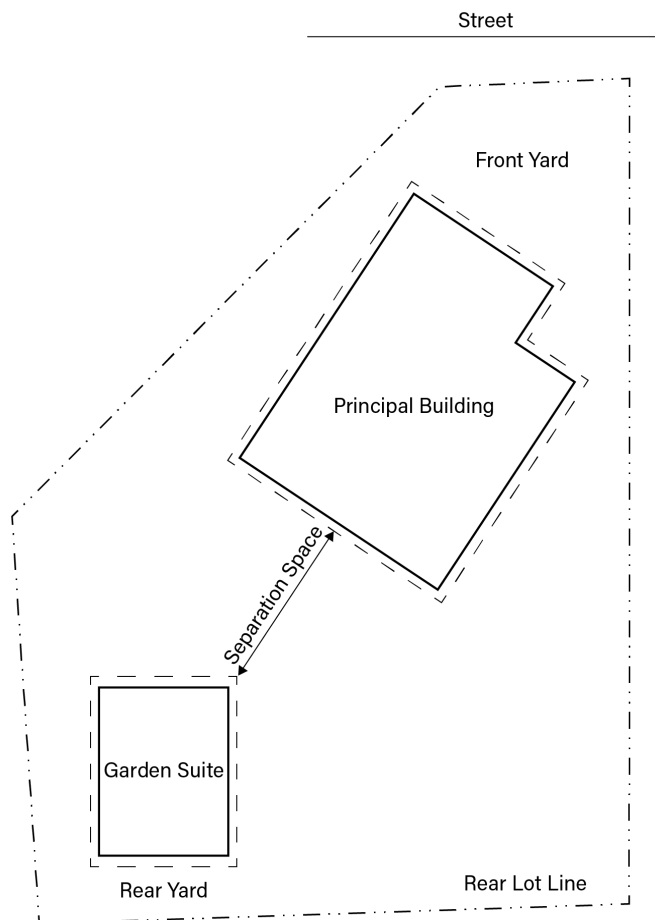 Street
Front Yard
Principal Building
Separation Space
Garden Suite
Rear Yard
Rear Lot Line